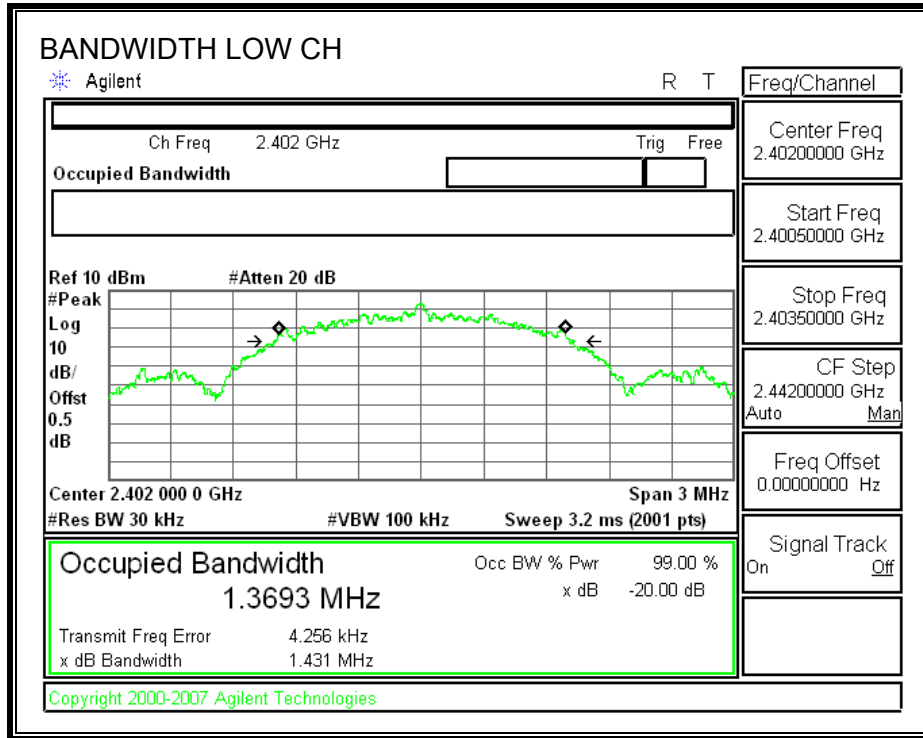 BANDWIDTH LOW CH
Agilent R T
Freq/Channel
Ch Freq 2.402 GHz Trig Free
Occupied Bandwidth
Center Freq
2.40200000 GHz
Start Freq
2.40050000 GHz
Stop Freq
2.40350000 GHz
CF Step
2.44200000 GHz
Auto Man
Freq Offset
0.00000000 Hz
Signal Track
On Off
Ref 10 dBm #Atten 20 dB
#Peak
Log
10
dB/
Offst
0.5
dB
Center 2.402 000 0 GHz Span 3 MHz
#Res BW 30 kHz #VBW 100 kHz Sweep 3.2 ms (2001 pts)
Occupied Bandwidth Occ BW % Pwr 99.00 %
1.3693 MHz x dB -20.00 dB
Transmit Freq Error 4.256 kHz
x dB Bandwidth 1.431 MHz
Copyright 2000-2007 Agilent Technologies